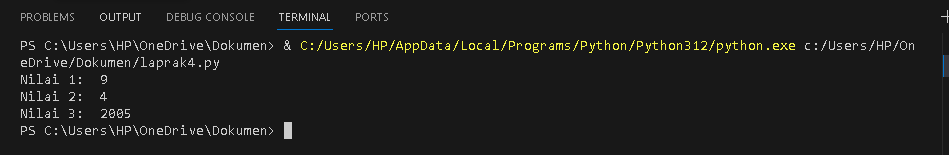 PROBLEMS OUTPUT DEBUG CONSOLE TERMINAL PORTS
PS C:\Users\HP\OneDrive\Dokumen> & C:/Users/HP/AppData/Local/Programs/Python/Python312/python.exe c:/Users/HP/On
eDrive/Dokumen/laprak4.py
Nilai 1:  9
Nilai 2:  4
Nilai 3:  2005
PS C:\Users\HP\OneDrive\Dokumen>